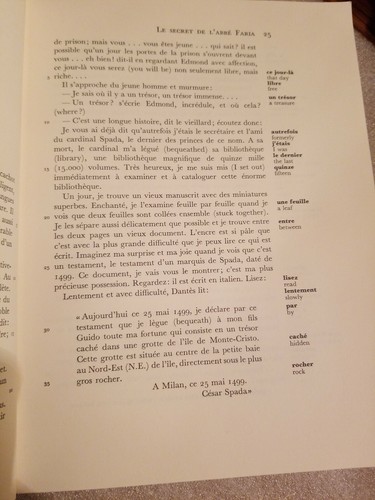 LE SECRET DE L'ABBÉ FARIA 25
de prison; mais vous . . . vous êtes jeune . . . qui sait? il est
possible qu'un jour les portes de la prison s'ouvrent devant
vous . . . eh bien! dit-il en regardant Edmond avec affection,
ce jour-là vous serez (you will be) non seulement libre, mais
5 riche. . . .
Il s'approche du jeune homme et murmure:
— Je sais où il y a un trésor, un trésor immense. . . .
— Un trésor? s'écrie Edmond, incrédule, et où cela?
(where?)
10 — C'est une longue histoire, dit le vieillard; écoutez donc:
Je vous ai déjà dit qu'autrefois j'étais le secrétaire et l'ami
du cardinal Spada, le dernier des princes de ce nom. A sa
mort, le cardinal m'a légué (bequeathed) sa bibliothèque
(library), une bibliothèque magnifique de quinze mille
15 (15.000) volumes. Très heureux, je me suis mis (I set out)
immédiatement à examiner et à cataloguer cette énorme
bibliothèque.
Un jour, je trouve un vieux manuscrit avec des miniatures
superbes. Enchanté, je l'examine feuille par feuille quand je
20 vois que deux feuilles sont collées ensemble (stuck together).
Je les sépare aussi délicatement que possible et je trouve entre
les deux pages un vieux document. L'encre est si pâle que
c'est avec la plus grande difficulté que je peux lire ce qui est
écrit. Imaginez ma surprise et ma joie quand je vois que c'est
25 un testament, le testament d'un marquis de Spada, daté de
1499. Ce document, je vais vous le montrer; c'est ma plus
précieuse possession. Regardez: il est écrit en italien. Lisez:
Lentement et avec difficulté, Dantès lit:
« Aujourd'hui ce 25 mai 1499, je déclare par ce
30 testament que je lègue (bequeath) à mon fils
Guido toute ma fortune qui consiste en un trésor
caché dans une grotte de l'île de Monte-Cristo.
Cette grotte est située au centre de la petite baie
au Nord-Est (N.E.) de l'île, directement sous le plus
35 gros rocher.
A Milan, ce 25 mai 1499.
César Spada»
ce jour-là
that day
libre
free
un trésor
a treasure
autrefois
formerly
j'étais
I was
le dernier
the last
quinze
fifteen
une feuille
a leaf
entre
between
lisez
read
lentement
slowly
par
by
caché
hidden
rocher
rock